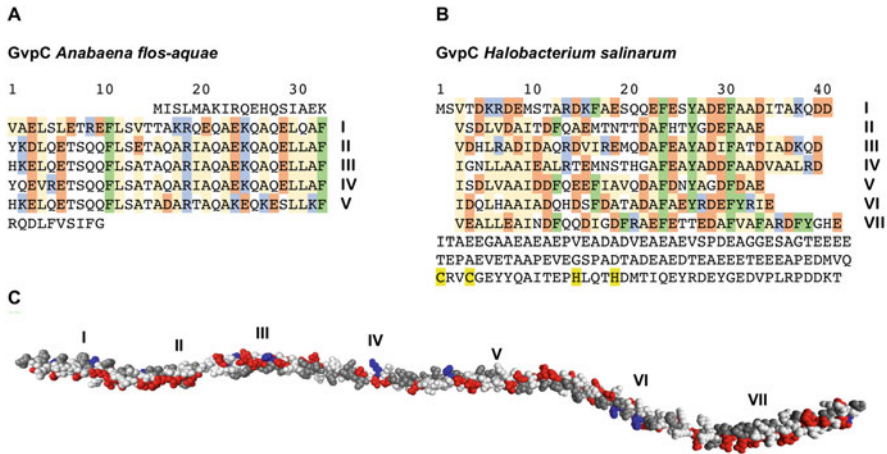 A
GvpC Anabaena flos-aquae
1 10 20 30
MISLMAKIRQEHQSIAEK
VAELSLETREFLSVTTAKRQEQAEKQAQELQAF I
YKDLQETSQQFLSETAQARIAQAEKQAQELLAF II
HKELQETSQQFLSATAQARIAQAEKQAQELLAF III
YQEVRETSQQFLSATAQARIAQAEKQAQELLAF IV
HKELQETSQQFLSATADARTAQAKEQKESLLKF V
RQDLFVSIFG
B
GvpC Halobacterium salinarum
1 10 20 30 40
MSVTDKRDEMSTARDKFAESQQEFESYADEFAADITAKQDD I
VSDLVDAITDFQAEMTNTTDAFHTYGDEFAAE II
VDHLRADIDAQRDVIREMQDAFEAYADIFATDIADKQD III
IGNLLAAIEALRTEMNSTHGAFEAYADDFAADVAALRD IV
ISDLVAAIDDFQEEFIAVQDAFDNYAGDFDAE V
IDQLHAAIADQHDSFDATADAFAEYRDEFYRIE VI
VEALLEAINDFQQDIGDFRAEFETTEDAFVAFARDFYGHE VII
ITAEEGAAEAEAEPVEADADVEAEAEVSPDEAGGESAGTEEEE
TEPAEVETAAPEVEGSPADTADEAEDTEAEEETEEEAPEDMVQ
CRVCGEYYQAITEPHLQTHDMTIQEYRDEYGEDVPLRPDDKT
C
I II III IV V VI VII